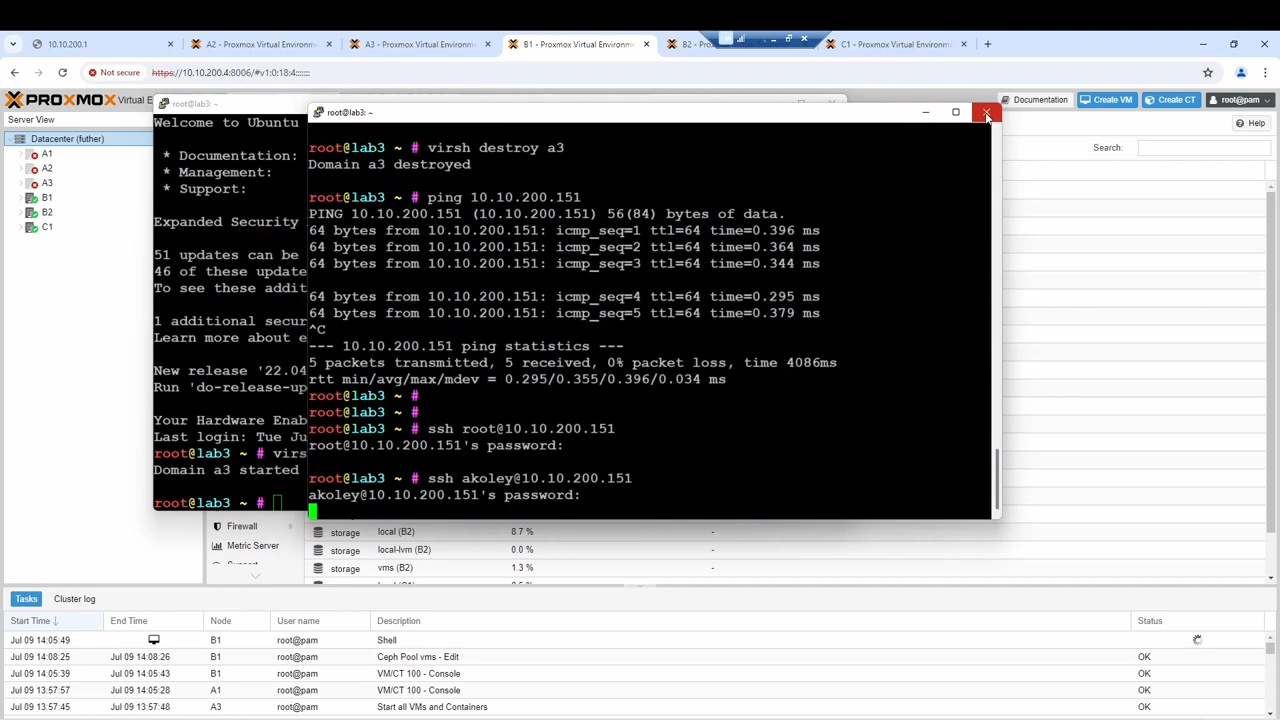 10.10.200.1
A2 - Proxmox Virtual Environme
A3 - Proxmox Virtual Environme
B1 - Proxmox Virtual Environme
B2 - Pro
C1 - Proxmox Virtual Environme
Not secure
https://10.10.200.4:8006/#v1:0:18:4:::::::
PROXMOX Virtual En
Documentation
Create VM
Create CT
root@pam
Server View
Help
Datacenter (futher)
Search:
A1
A2
A3
B1
B2
C1
root@lab3: ~
Welcome to Ubuntu
* Documentation:
* Management:
* Support:
Expanded Security
51 updates can be
46 of these update
To see these addit
1 additional secur
Learn more about e
New release '22.04
Run 'do-release-up
Your Hardware Enab
Last login: Tue Ju
root@lab3 ~ # virs
Domain a3 started
root@lab3 ~ #
root@lab3: ~
root@lab3 ~ # virsh destroy a3
Domain a3 destroyed
root@lab3 ~ # ping 10.10.200.151
PING 10.10.200.151 (10.10.200.151) 56(84) bytes of data.
64 bytes from 10.10.200.151: icmp_seq=1 ttl=64 time=0.396 ms
64 bytes from 10.10.200.151: icmp_seq=2 ttl=64 time=0.364 ms
64 bytes from 10.10.200.151: icmp_seq=3 ttl=64 time=0.344 ms
64 bytes from 10.10.200.151: icmp_seq=4 ttl=64 time=0.295 ms
64 bytes from 10.10.200.151: icmp_seq=5 ttl=64 time=0.379 ms
^C
--- 10.10.200.151 ping statistics ---
5 packets transmitted, 5 received, 0% packet loss, time 4086ms
rtt min/avg/max/mdev = 0.295/0.355/0.396/0.034 ms
root@lab3 ~ #
root@lab3 ~ #
root@lab3 ~ # ssh root@10.10.200.151
root@10.10.200.151's password:
root@lab3 ~ # ssh akoley@10.10.200.151
akoley@10.10.200.151's password:
Firewall
Metric Server
storage local (B2) 8.7 % -
storage local-lvm (B2) 0.0 % -
storage vms (B2) 1.3 % -
Tasks
Cluster log
Start Time End Time Node User name Description Status
Jul 09 14:05:49 B1 root@pam Shell
Jul 09 14:08:25 Jul 09 14:08:26 B1 root@pam Ceph Pool vms - Edit OK
Jul 09 14:05:39 Jul 09 14:05:43 B1 root@pam VM/CT 100 - Console OK
Jul 09 13:57:57 Jul 09 14:05:28 A1 root@pam VM/CT 100 - Console OK
Jul 09 13:57:45 Jul 09 13:57:48 A3 root@pam Start all VMs and Containers OK